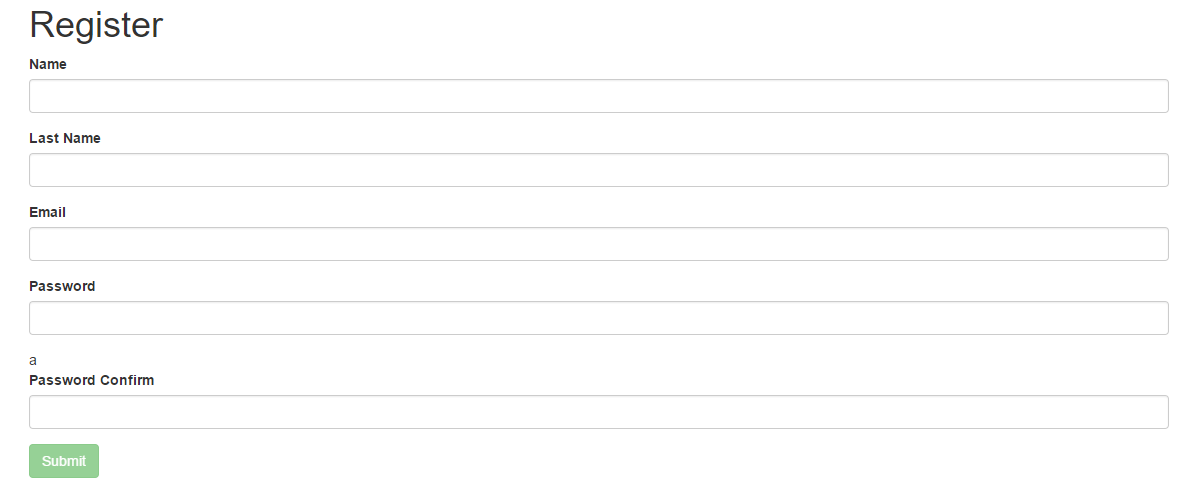 Register
Name
Last Name
Email
Password
a
Password Confirm
Submit